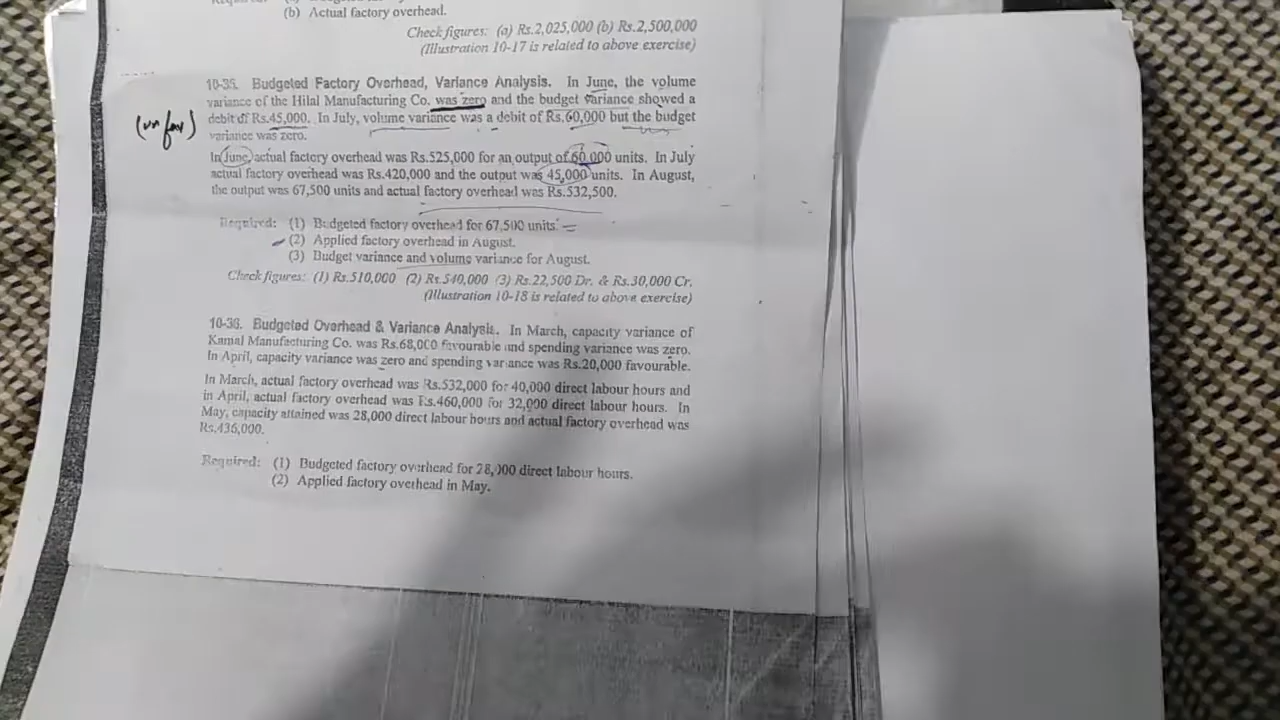 (b) Actual factory overhead.
Check figures: (a) Rs.2,025,000 (b) Rs.2,500,000
(Illustration 10-17 is related to above exercise)
10-35. Budgeted Factory Overhead, Variance Analysis. In June, the volume
variance of the Hilal Manufacturing Co. was zero and the budget variance showed a
(un fav) debit of Rs.45,000. In July, volume variance was a debit of Rs.60,000 but the budget
variance was zero.
In June, actual factory overhead was Rs.525,000 for an output of 60,000 units. In July
actual factory overhead was Rs.420,000 and the output was 45,000 units. In August,
the output was 67,500 units and actual factory overhead was Rs.532,500.
Required: (1) Budgeted factory overhead for 67,500 units.
(2) Applied factory overhead in August.
(3) Budget variance and volume variance for August.
Check figures: (1) Rs.510,000 (2) Rs.540,000 (3) Rs.22,500 Dr. & Rs.30,000 Cr.
(Illustration 10-18 is related to above exercise)
10-36. Budgeted Overhead & Variance Analysis. In March, capacity variance of
Kamal Manufacturing Co. was Rs.68,000 favourable and spending variance was zero.
In April, capacity variance was zero and spending variance was Rs.20,000 favourable.
In March, actual factory overhead was Rs.532,000 for 40,000 direct labour hours and
in April, actual factory overhead was Rs.460,000 for 32,000 direct labour hours. In
May, capacity attained was 28,000 direct labour hours and actual factory overhead was
Rs.436,000.
Required: (1) Budgeted factory overhead for 28,000 direct labour hours.
(2) Applied factory overhead in May.